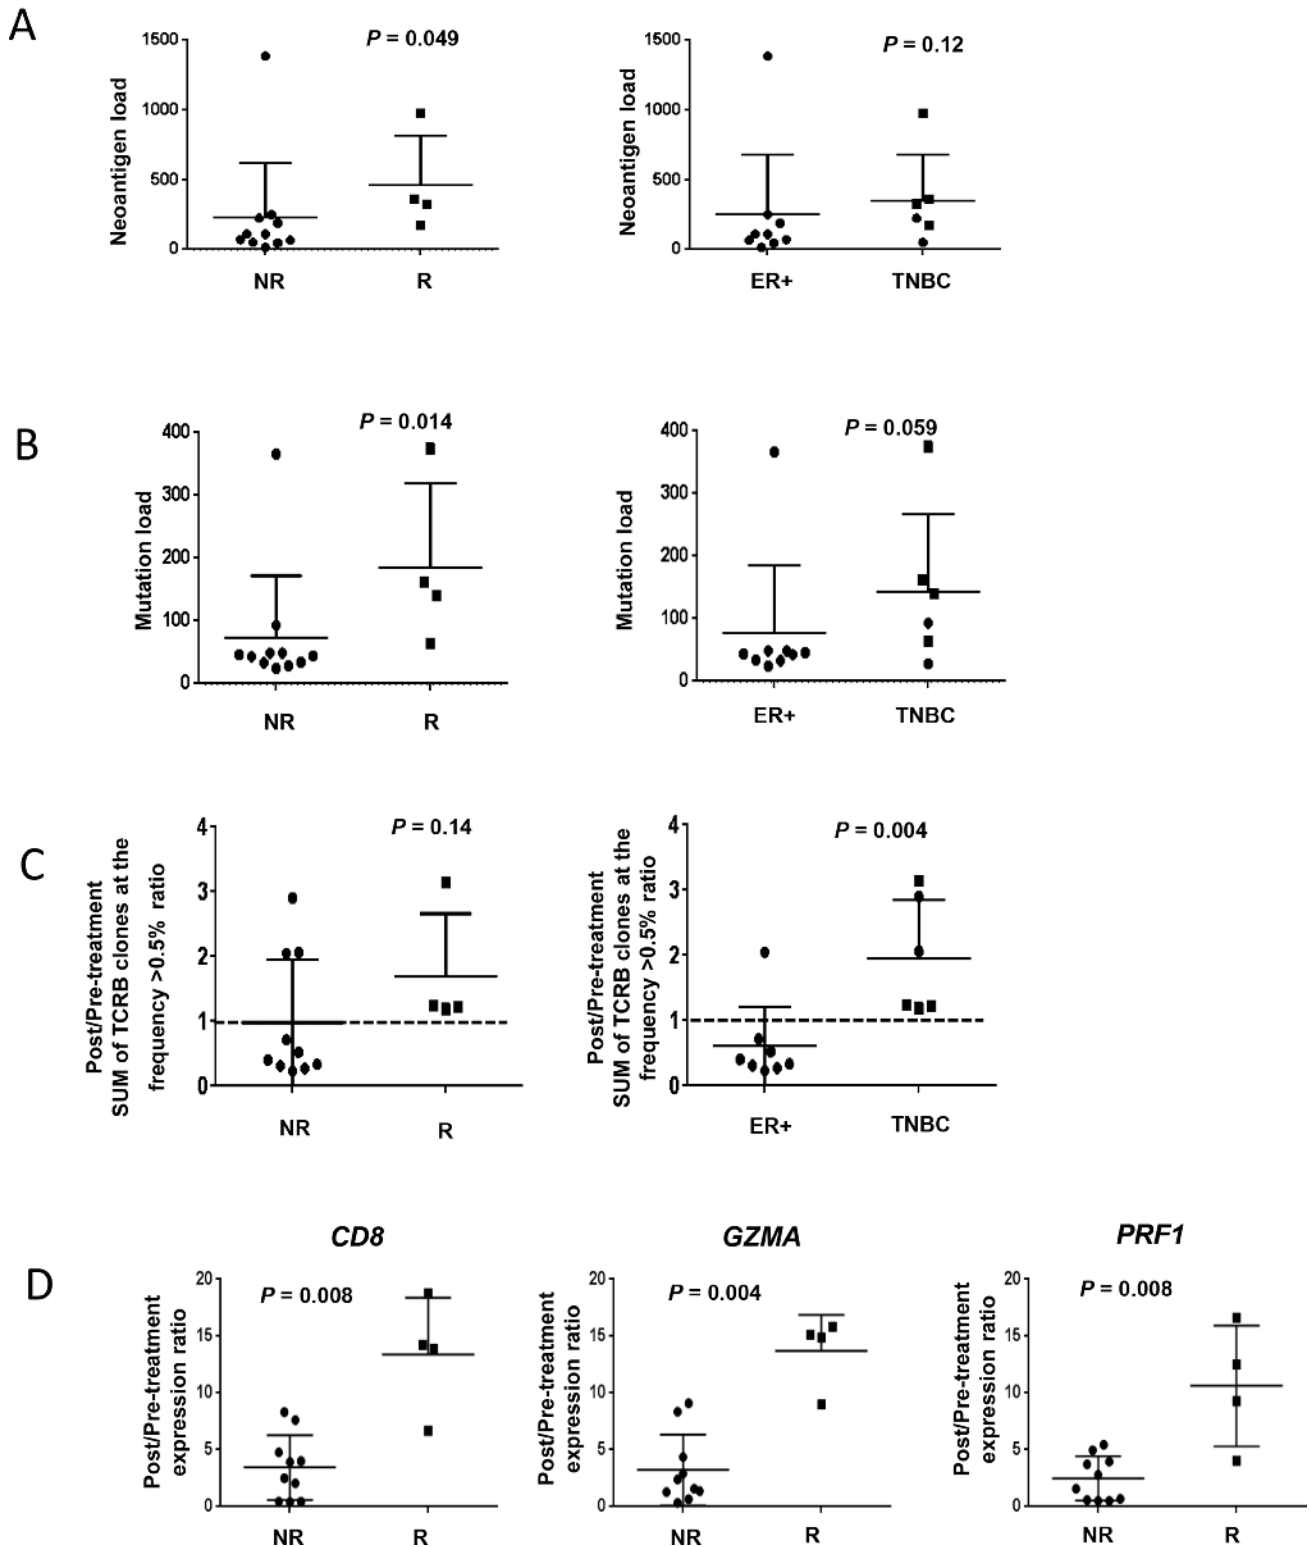 A
P = 0.049
1500
1000
500
0
Neoantigen load
NR
R
P = 0.12
1500
1000
500
0
Neoantigen load
ER+
TNBC
B
P = 0.014
400
300
200
100
0
Mutation load
NR
R
P = 0.059
400
300
200
100
0
Mutation load
ER+
TNBC
C
P = 0.14
4
3
2
1
0
Post/Pre-treatment
SUM of TCRB clones at the
frequency >0.5% ratio
NR
R
P = 0.004
4
3
2
1
0
Post/Pre-treatment
SUM of TCRB clones at the
frequency >0.5% ratio
ER+
TNBC
D
CD8
P = 0.008
20
15
10
5
0
Post/Pre-treatment
expression ratio
NR
R
GZMA
P = 0.004
20
15
10
5
0
Post/Pre-treatment
expression ratio
NR
R
PRF1
P = 0.008
20
15
10
5
0
Post/Pre-treatment
expression ratio
NR
R